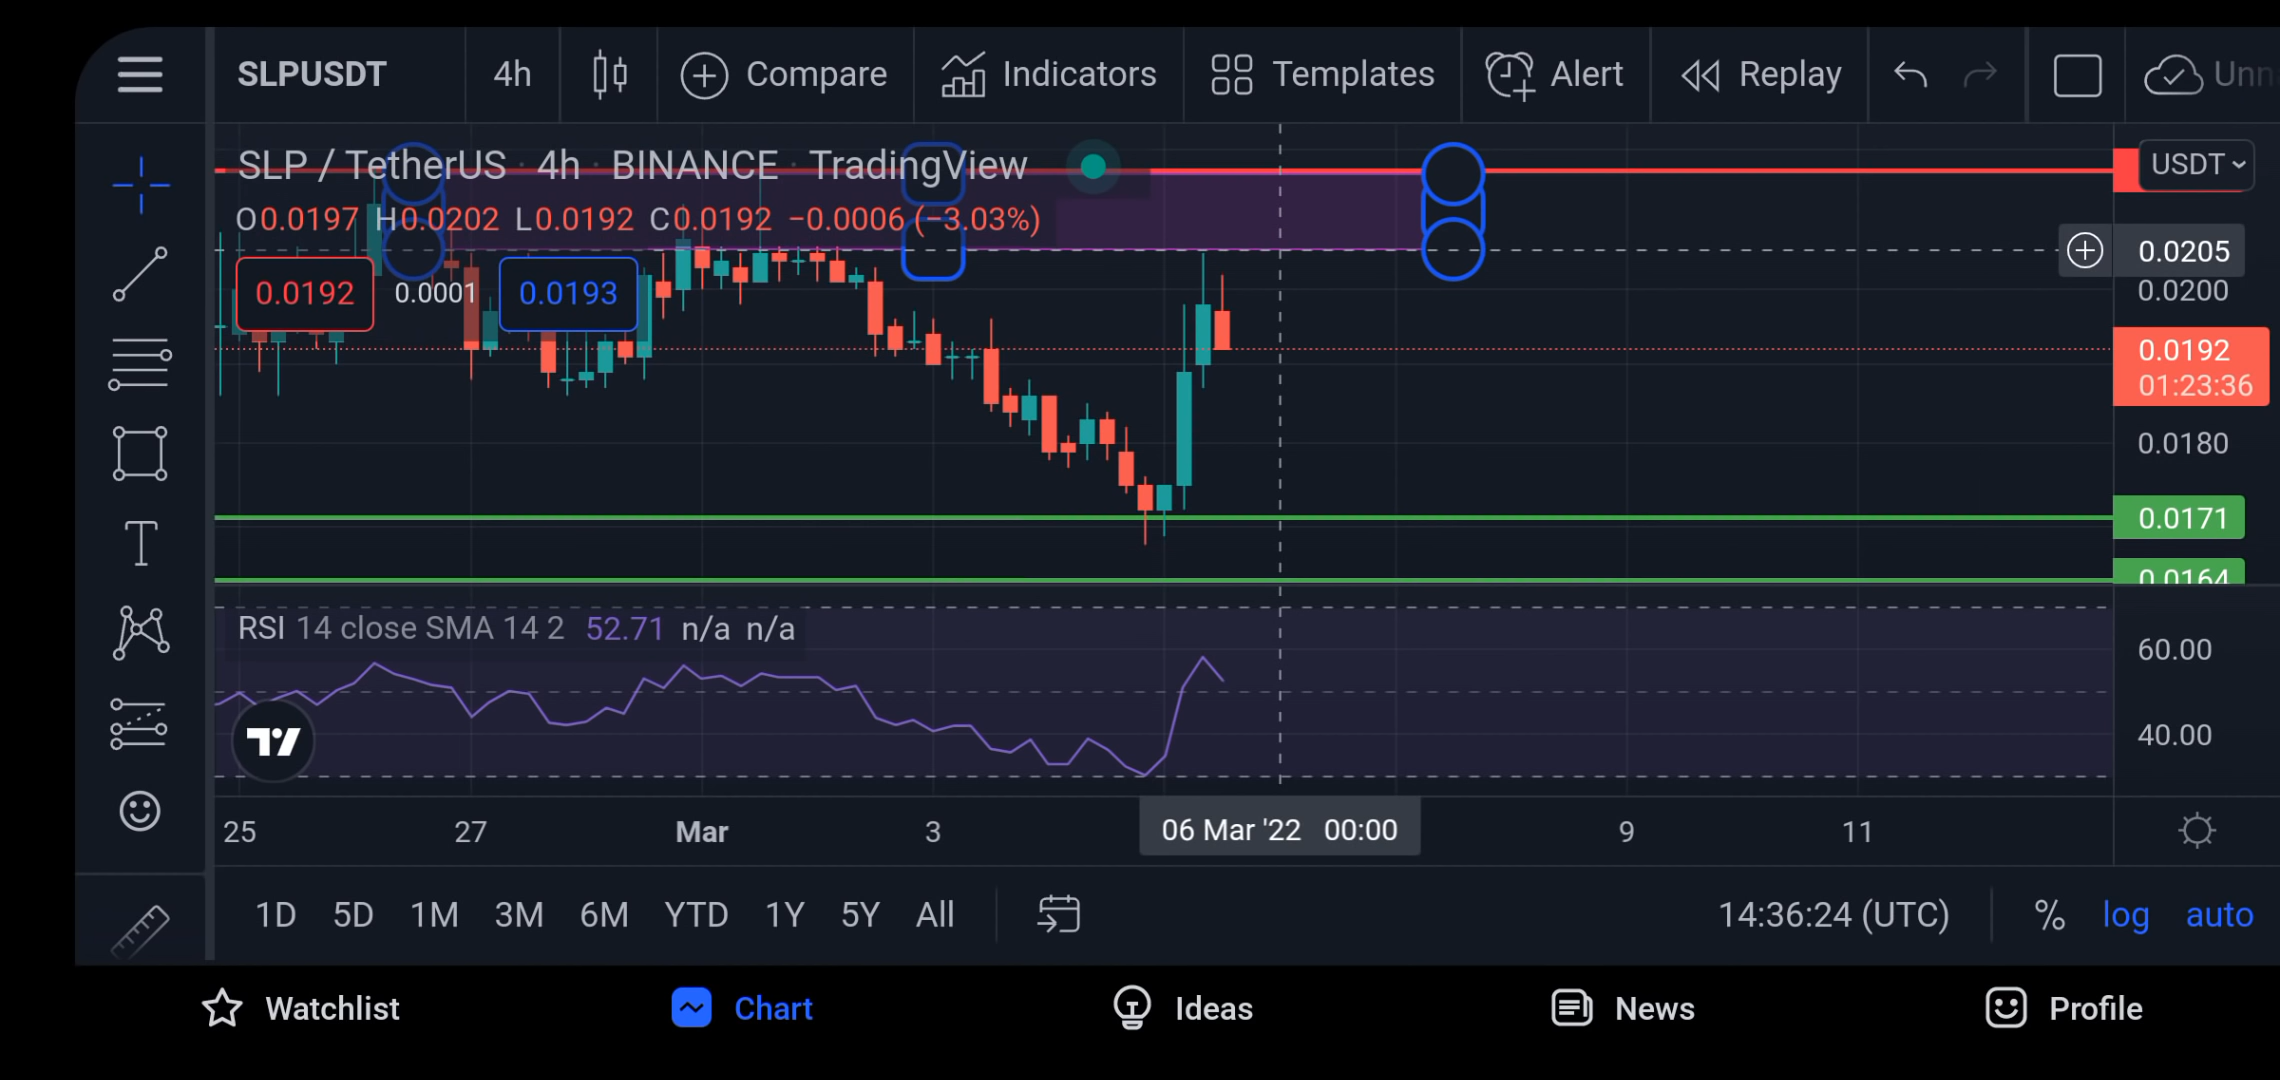 SLPUSDT 4h Compare Indicators Templates Alert Replay Unn
SLP / TetherUS · 4h · BINANCE · TradingView
USDT
O0.0197 H0.0202 L0.0192 C0.0192 −0.0006 (−3.03%)
0.0205
0.0192 0.0001 0.0193
0.0200
0.0192
01:23:36
0.0180
0.0171
0.0164
RSI 14 close SMA 14 2 52.71 n/a n/a
60.00
40.00
25 27 Mar 3 06 Mar '22 00:00 9 11
1D 5D 1M 3M 6M YTD 1Y 5Y All 14:36:24 (UTC) % log auto
Watchlist Chart Ideas News Profile